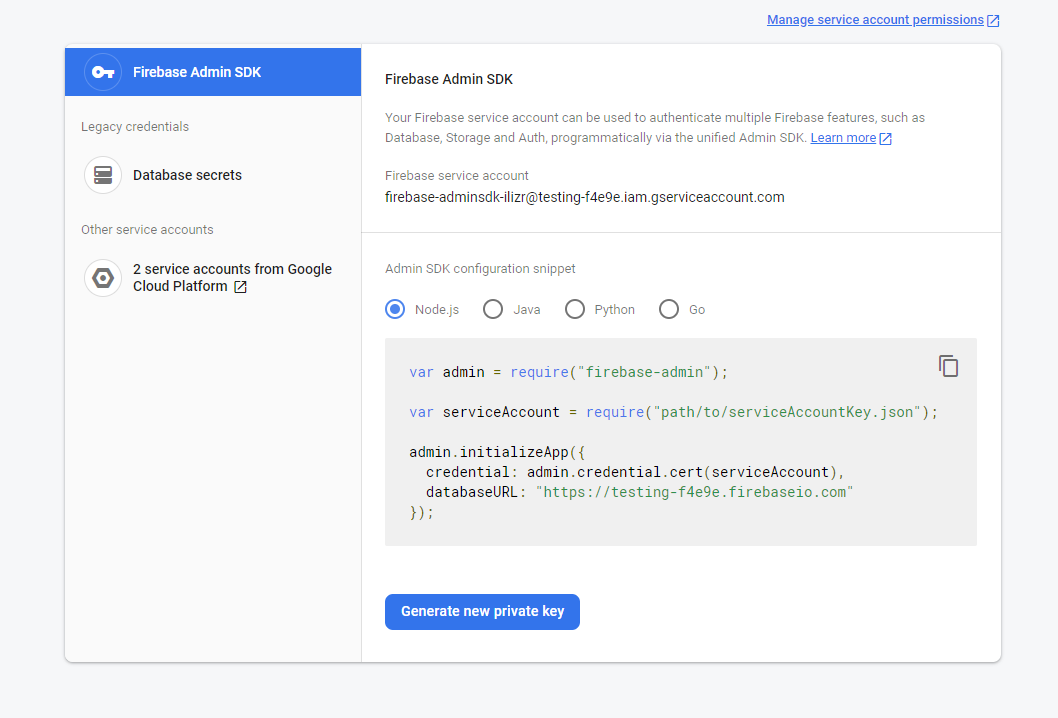 Manage service account permissions
Firebase Admin SDK
Legacy credentials
Database secrets
Other service accounts
2 service accounts from Google
Cloud Platform
Firebase Admin SDK
Your Firebase service account can be used to authenticate multiple Firebase features, such as
Database, Storage and Auth, programmatically via the unified Admin SDK. Learn more
Firebase service account
firebase-adminsdk-ilizr@testing-f4e9e.iam.gserviceaccount.com
Admin SDK configuration snippet
Node.js Java Python Go
var admin = require("firebase-admin");
var serviceAccount = require("path/to/serviceAccountKey.json");
admin.initializeApp({
  credential: admin.credential.cert(serviceAccount),
  databaseURL: "https://testing-f4e9e.firebaseio.com"
});
Generate new private key